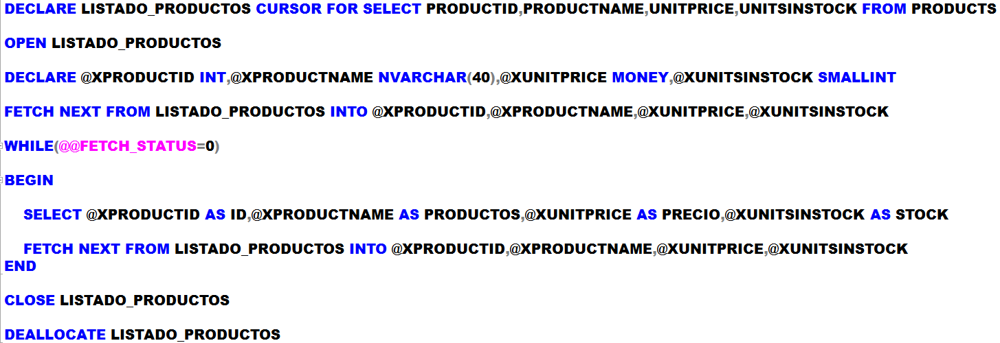 DECLARE LISTADO_PRODUCTOS CURSOR FOR SELECT PRODUCTID,PRODUCTNAME,UNITPRICE,UNITSINSTOCK FROM PRODUCTS
OPEN LISTADO_PRODUCTOS
DECLARE @XPRODUCTID INT,@XPRODUCTNAME NVARCHAR(40),@XUNITPRICE MONEY,@XUNITSINSTOCK SMALLINT
FETCH NEXT FROM LISTADO_PRODUCTOS INTO @XPRODUCTID,@XPRODUCTNAME,@XUNITPRICE,@XUNITSINSTOCK
WHILE(@@FETCH_STATUS=0)
BEGIN
SELECT @XPRODUCTID AS ID,@XPRODUCTNAME AS PRODUCTOS,@XUNITPRICE AS PRECIO,@XUNITSINSTOCK AS STOCK
FETCH NEXT FROM LISTADO_PRODUCTOS INTO @XPRODUCTID,@XPRODUCTNAME,@XUNITPRICE,@XUNITSINSTOCK
END
CLOSE LISTADO_PRODUCTOS
DEALLOCATE LISTADO_PRODUCTOS